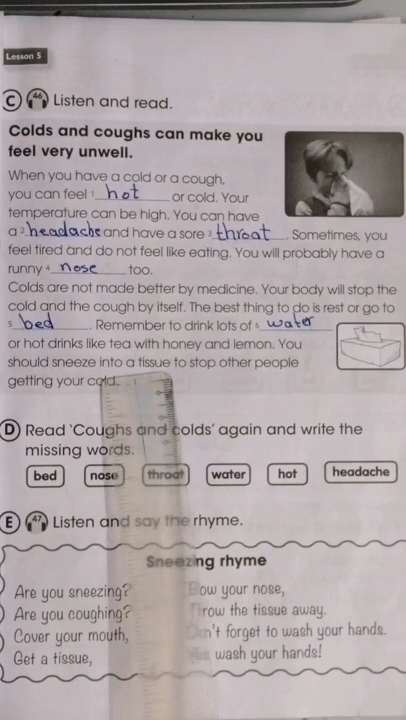 Lesson 5
C 46 Listen and read.
Colds and coughs can make you
feel very unwell.
When you have a cold or a cough,
you can feel 1 hot or cold. Your
temperature can be high. You can have
a 2 headache and have a sore 3 throat. Sometimes, you
feel tired and do not feel like eating. You will probably have a
runny 4 nose too.
Colds are not made better by medicine. Your body will stop the
cold and the cough by itself. The best thing to do is rest or go to
5 bed. Remember to drink lots of 6 water
or hot drinks like tea with honey and lemon. You
should sneeze into a tissue to stop other people
getting your cold.
D Read 'Coughs and colds' again and write the
missing words.
bed nose throat water hot headache
E 47 Listen and say the rhyme.
Sneezing rhyme
Are you sneezing?
Are you coughing?
Cover your mouth,
Get a tissue,
Blow your nose,
Throw the tissue away.
Don't forget to wash your hands.
Yes wash your hands!